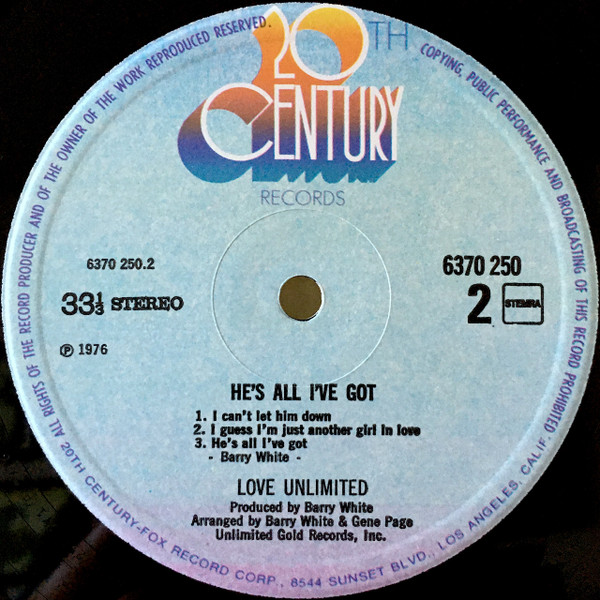 ALL RIGHTS OF THE RECORD PRODUCER AND OF THE OWNER OF THE WORK REPRODUCED RESERVED.
COPYING, PUBLIC PERFORMANCE AND BROADCASTING OF THIS RECORD PROHIBITED
20TH
CENTURY
RECORDS
6370 250.2
6370 250
33⅓ STEREO
2
STEMRA
℗ 1976
HE'S ALL I'VE GOT
1. I can't let him down
2. I guess I'm just another girl in love
3. He's all I've got
- Barry White -
LOVE UNLIMITED
Produced by Barry White
Arranged by Barry White & Gene Page
Unlimited Gold Records, Inc.
20TH CENTURY-FOX RECORD CORP., 8544 SUNSET BLVD., LOS ANGELES, CALIF.